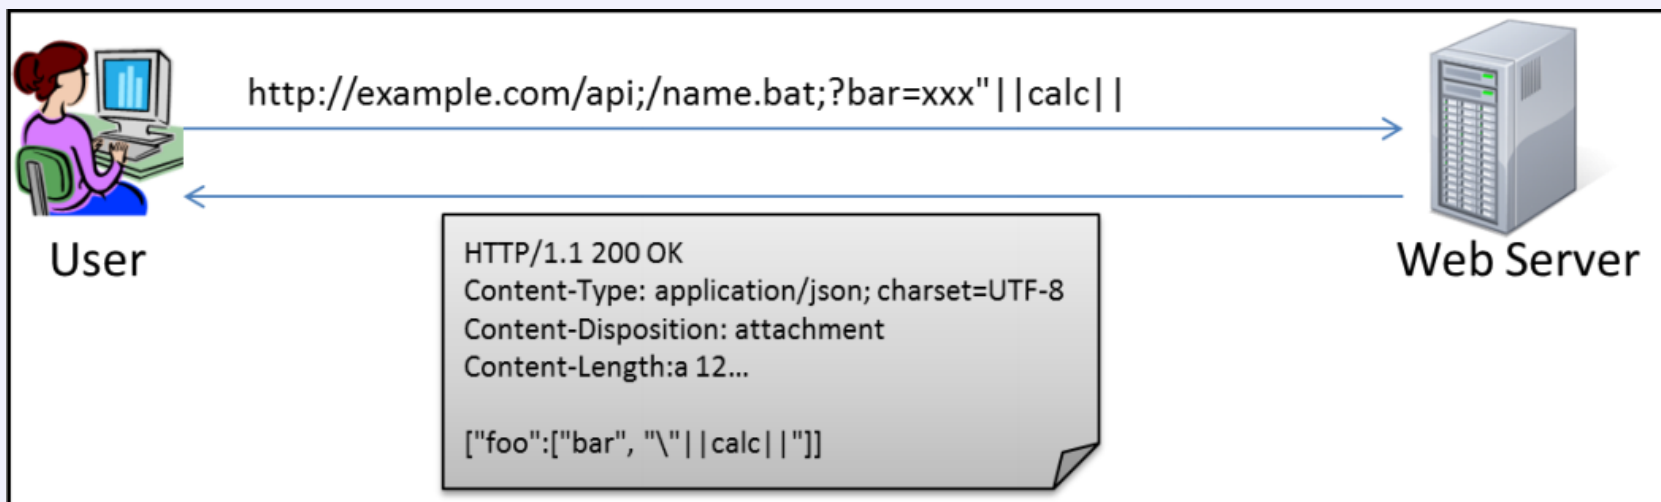 http://example.com/api;/name.bat;?bar=xxx"||calc||
User
Web Server
HTTP/1.1 200 OK
Content-Type: application/json; charset=UTF-8
Content-Disposition: attachment
Content-Length:a 12...
["foo":["bar", "\"||calc||"]]